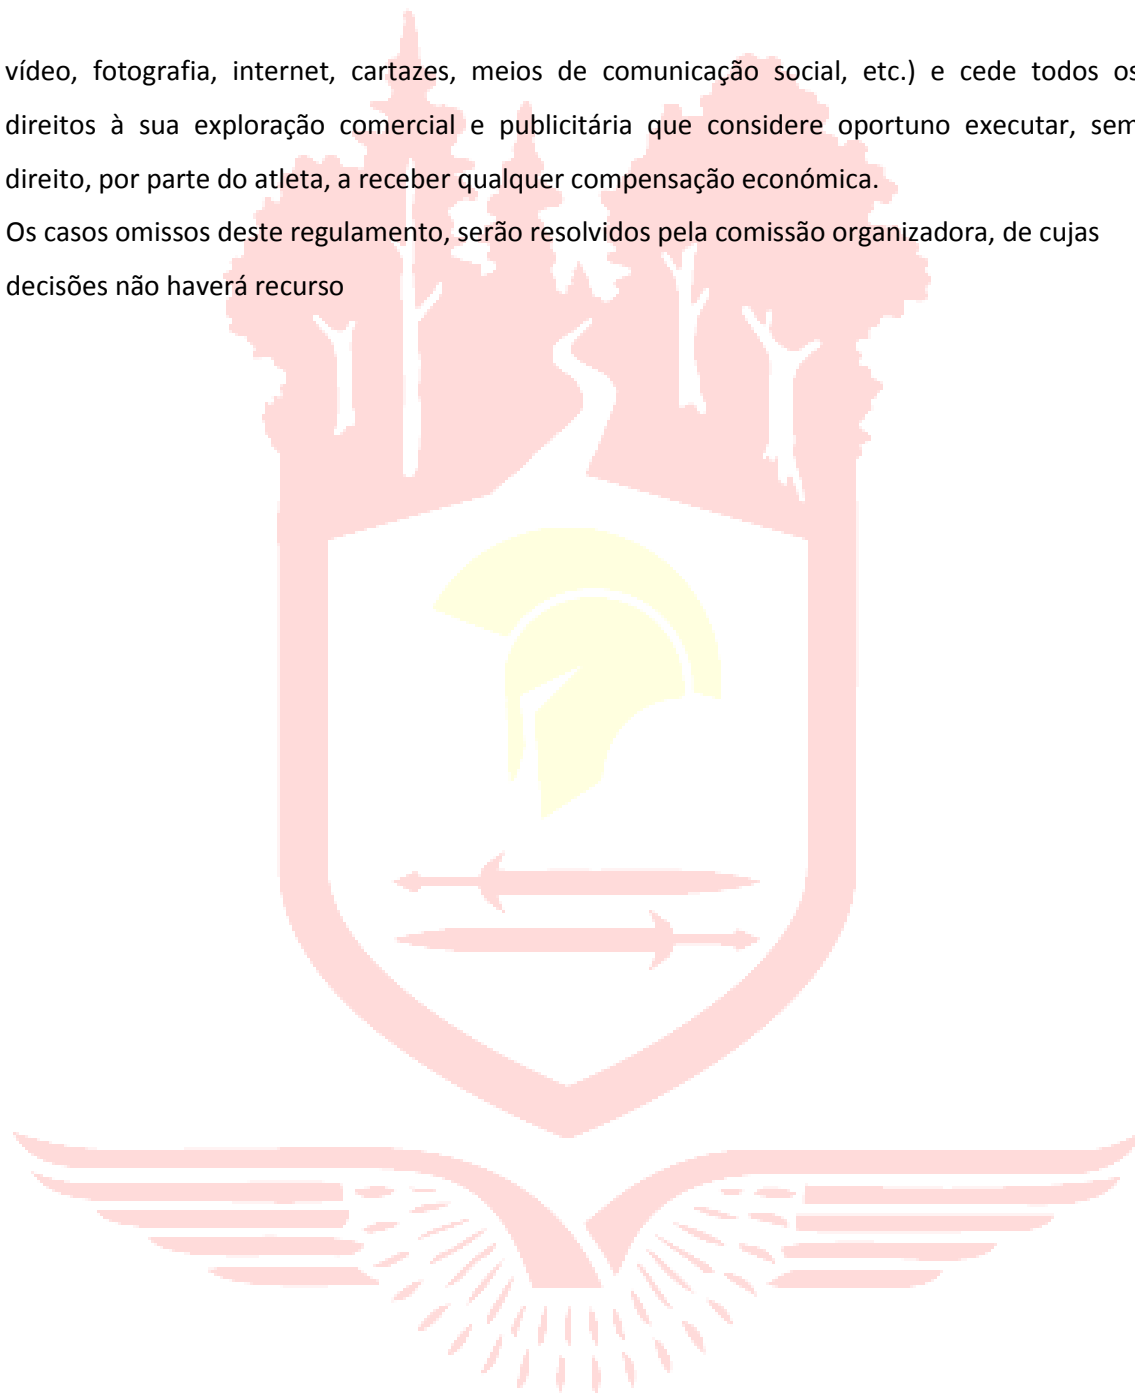 vídeo, fotografia, internet, cartazes, meios de comunicação social, etc.) e cede todos os
direitos à sua exploração comercial e publicitária que considere oportuno executar, sem
direito, por parte do atleta, a receber qualquer compensação económica.
Os casos omissos deste regulamento, serão resolvidos pela comissão organizadora, de cujas
decisões não haverá recurso